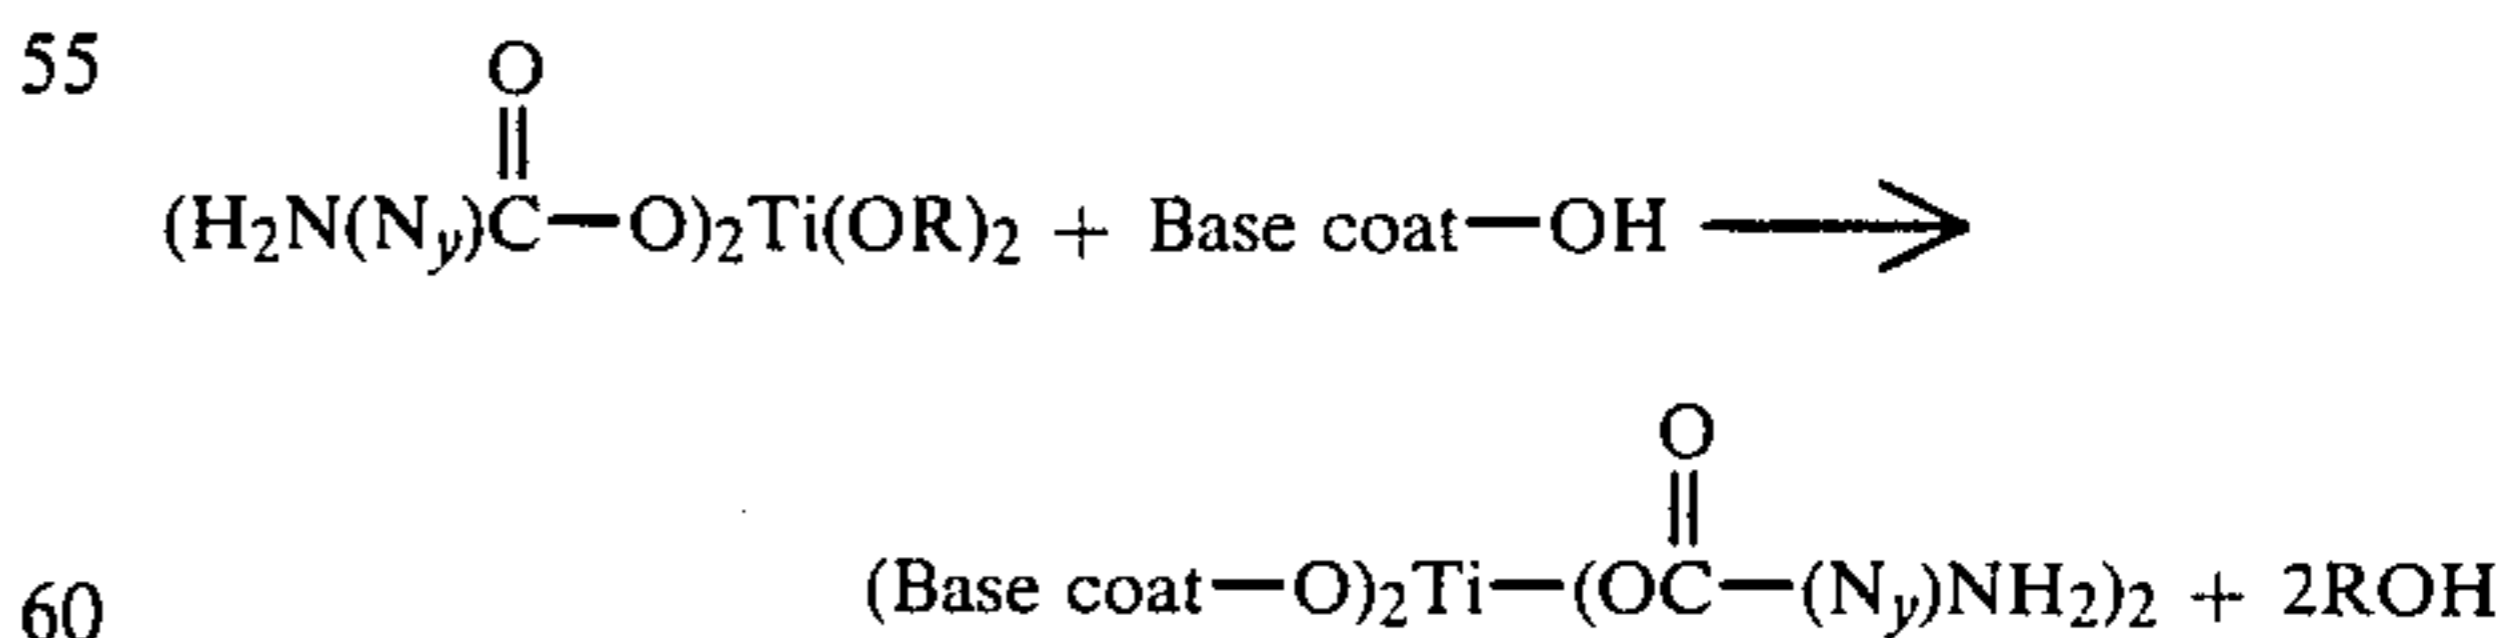 55 O
(H2N(Ny)C—O)2Ti(OR)2 + Base coat—OH
O
60 (Base coat—O)2Ti—(OC—(Ny)NH2)2 + 2ROH